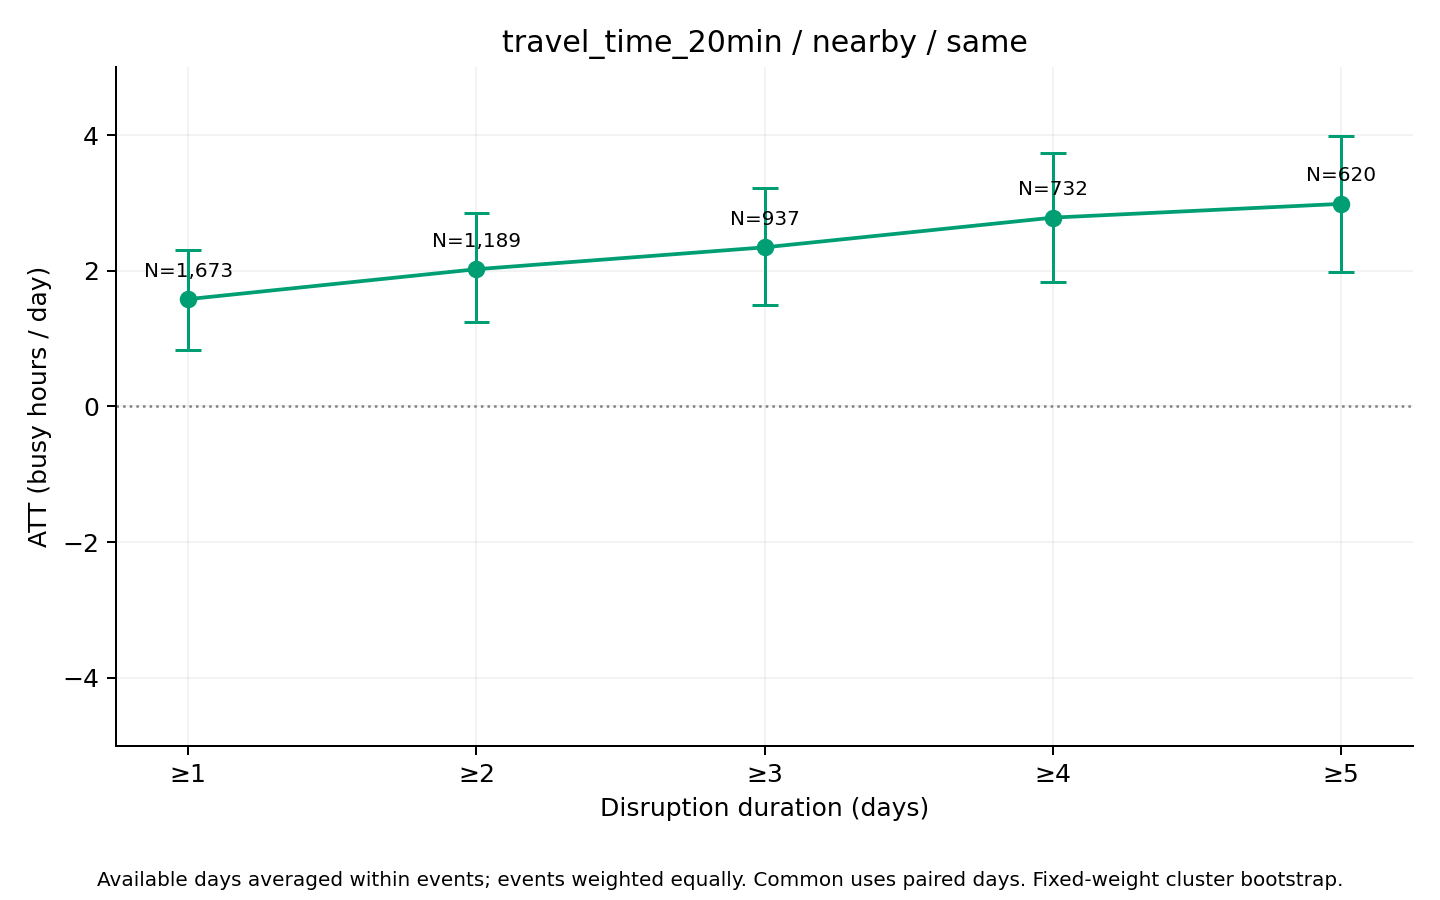 travel_time_20min / nearby / same
ATT (busy hours / day)
4
2
0
−2
−4
N=1,673
N=1,189
N=937
N=732
N=620
≥1 ≥2 ≥3 ≥4 ≥5
Disruption duration (days)
Available days averaged within events; events weighted equally. Common uses paired days. Fixed-weight cluster bootstrap.